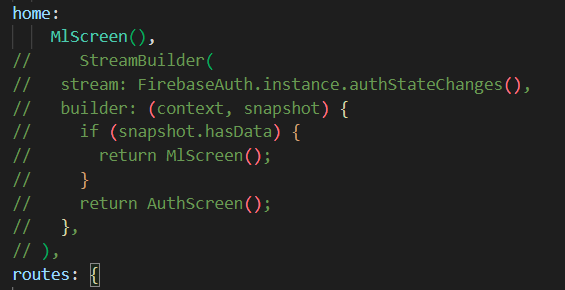 home:
    MlScreen(),
//     StreamBuilder(
//   stream: FirebaseAuth.instance.authStateChanges(),
//   builder: (context, snapshot) {
//     if (snapshot.hasData) {
//       return MlScreen();
//     }
//     return AuthScreen();
//   },
// ),
routes: {